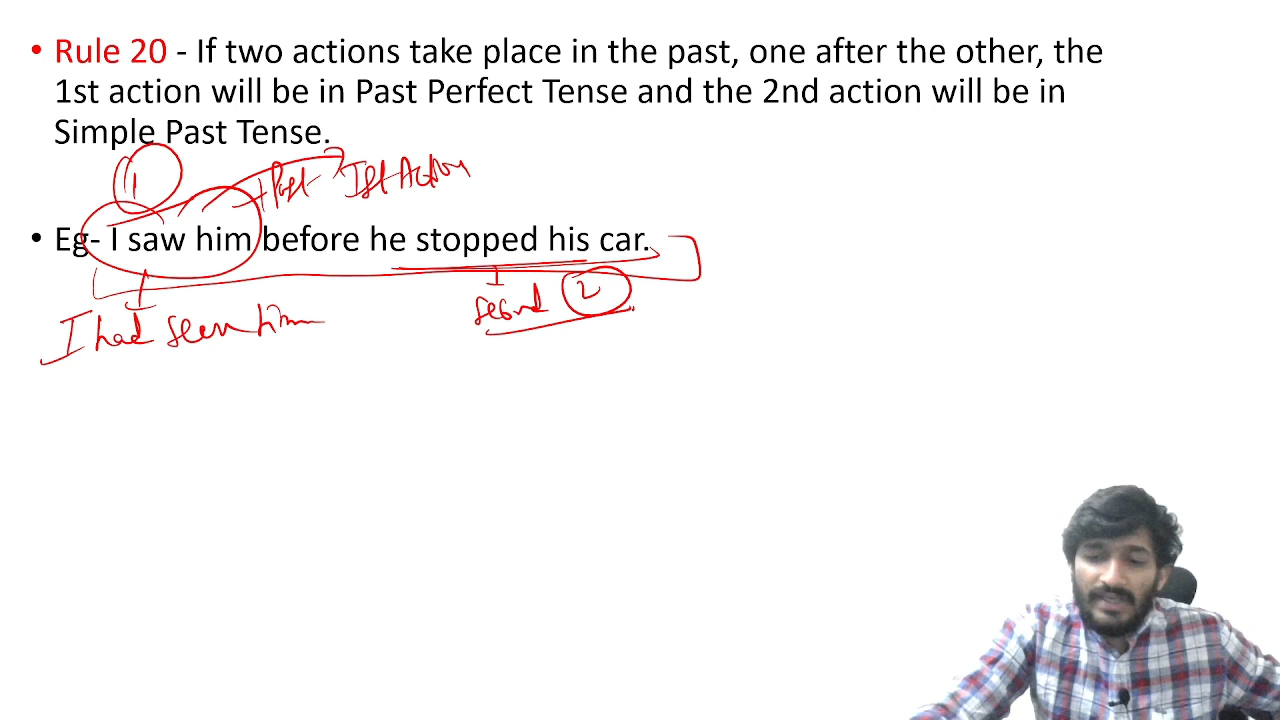 • Rule 20 - If two actions take place in the past, one after the other, the
1st action will be in Past Perfect Tense and the 2nd action will be in
Simple Past Tense.
1
Past Ist Action
• Eg- I saw him before he stopped his car.
I had seen him
second 2